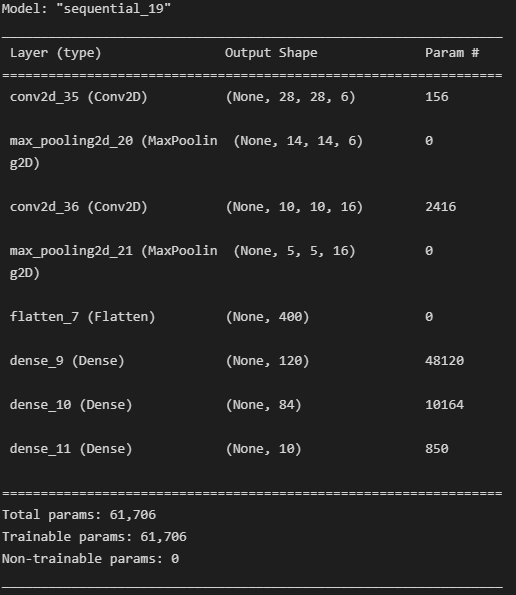 Model: "sequential_19"
_________________________________________________________________
Layer (type) Output Shape Param #
=================================================================
conv2d_35 (Conv2D) (None, 28, 28, 6) 156
max_pooling2d_20 (MaxPoolin (None, 14, 14, 6) 0
g2D)
conv2d_36 (Conv2D) (None, 10, 10, 16) 2416
max_pooling2d_21 (MaxPoolin (None, 5, 5, 16) 0
g2D)
flatten_7 (Flatten) (None, 400) 0
dense_9 (Dense) (None, 120) 48120
dense_10 (Dense) (None, 84) 10164
dense_11 (Dense) (None, 10) 850
=================================================================
Total params: 61,706
Trainable params: 61,706
Non-trainable params: 0
_________________________________________________________________